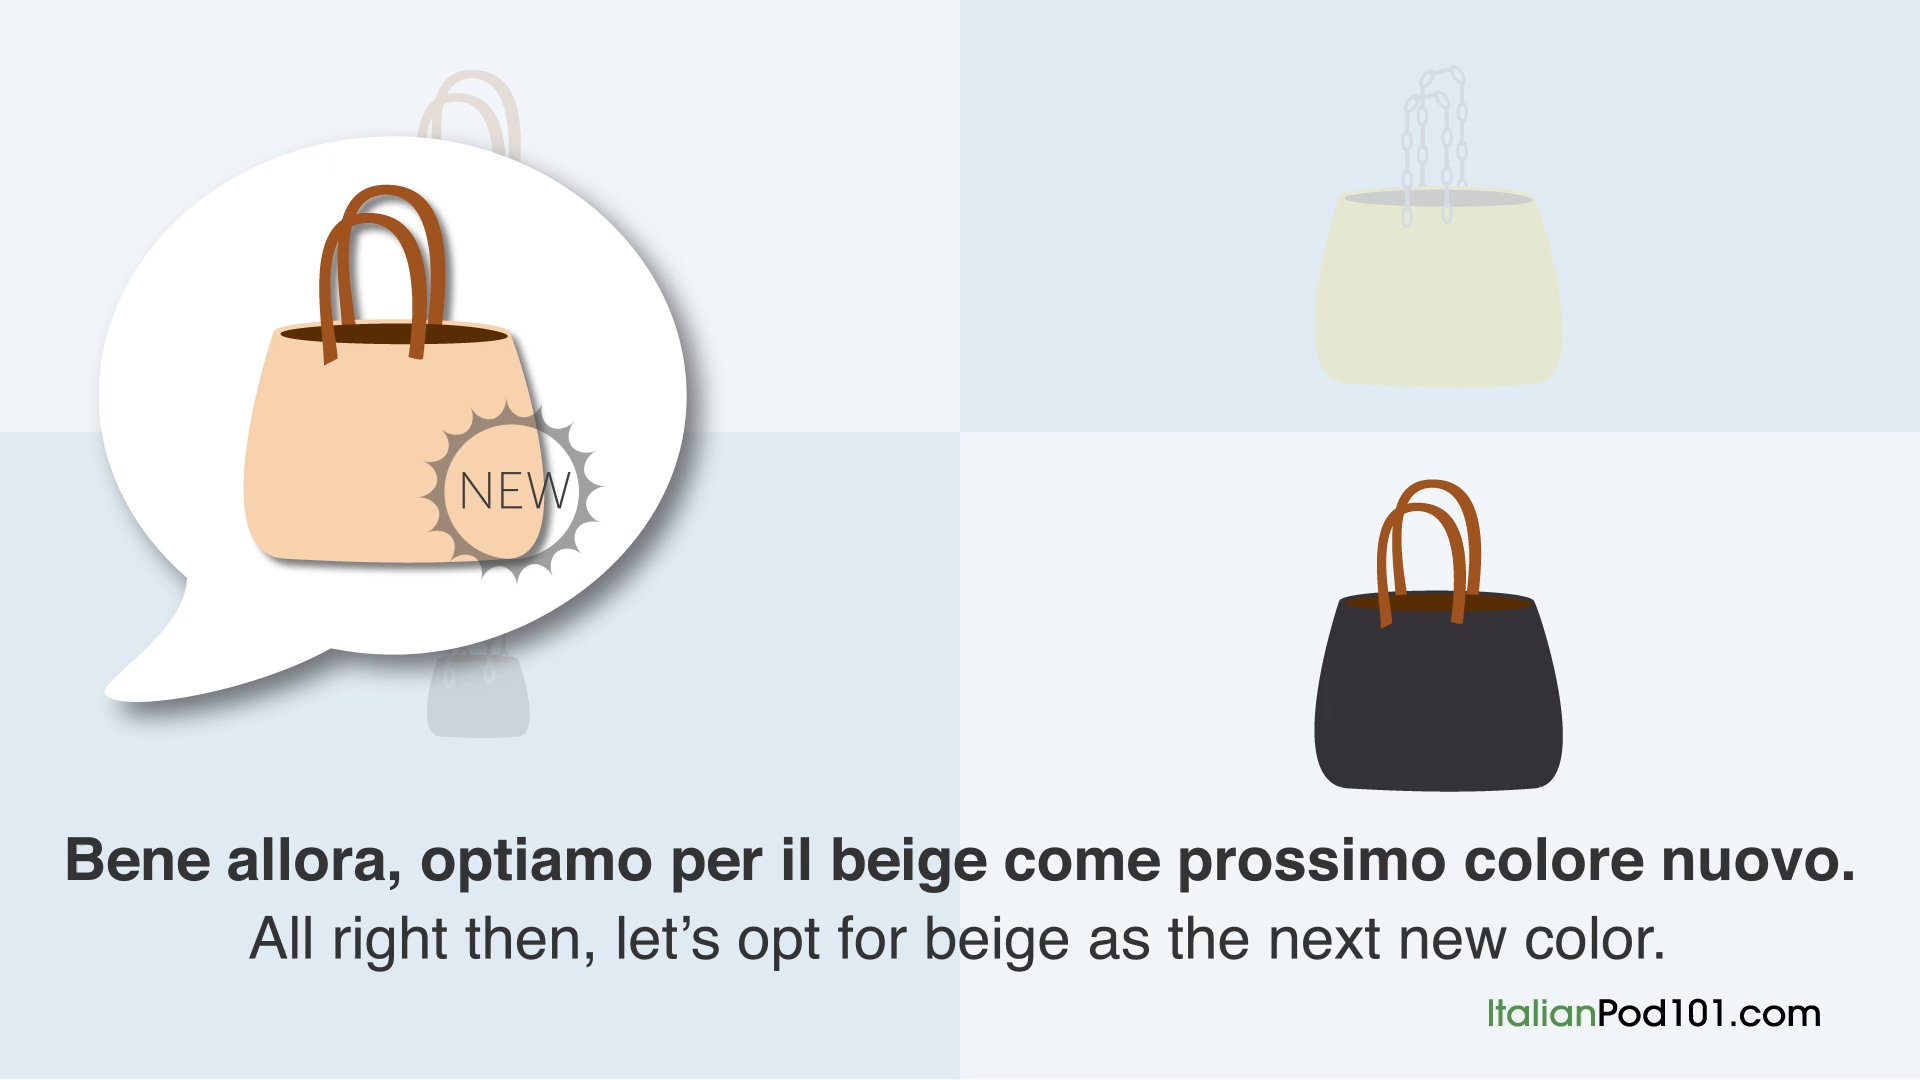 NEW
Bene allora, optiamo per il beige come prossimo colore nuovo.
All right then, let’s opt for beige as the next new color.
ItalianPod101.com